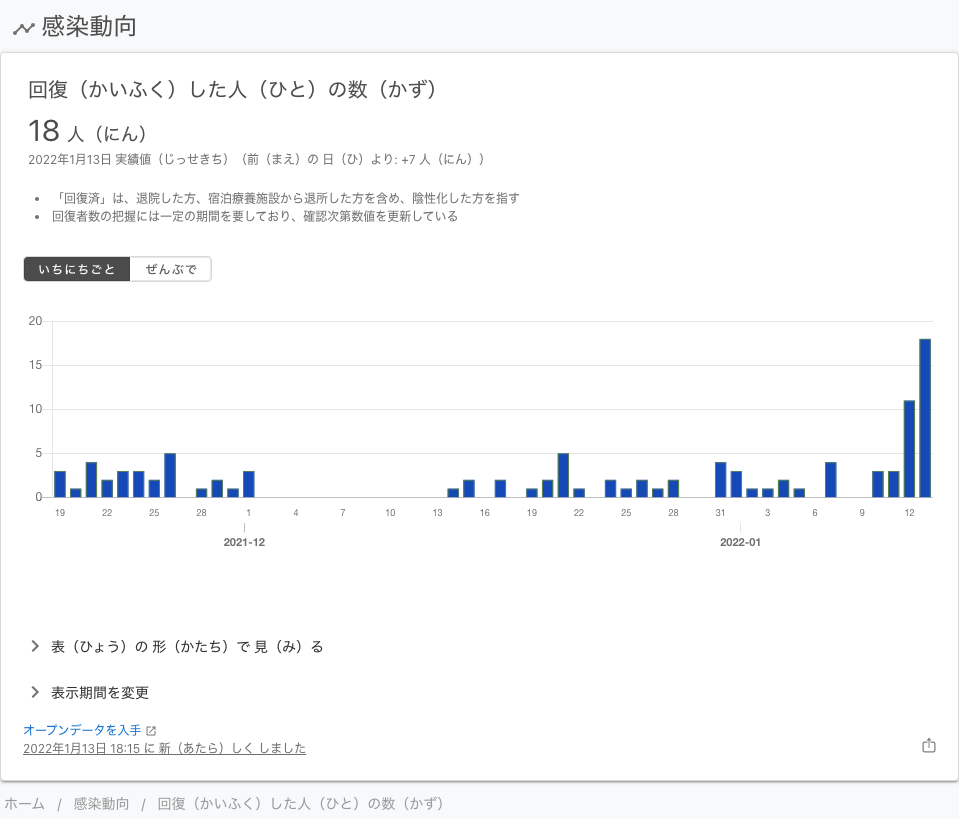 感染動向
回復（かいふく）した人（ひと）の数（かず）
18 人（にん）
2022年1月13日 実績値（じっせきち）（前（まえ）の 日（ひ）より: +7 人（にん））
• 「回復済」は、退院した方、宿泊療養施設から退所した方を含め、陰性化した方を指す
• 回復者数の把握には一定の期間を要しており、確認次第数値を更新している
いちにちごと ぜんぶで
20
15
10
5
0
19 22 25 28 1 4 7 10 13 16 19 22 25 28 31 3 6 9 12
2021-12 2022-01
表（ひょう）の 形（かたち）で 見（み）る
表示期間を変更
オープンデータを入手
2022年1月13日 18:15 に 新（あたら）しく しました
ホーム / 感染動向 / 回復（かいふく）した人（ひと）の数（かず）